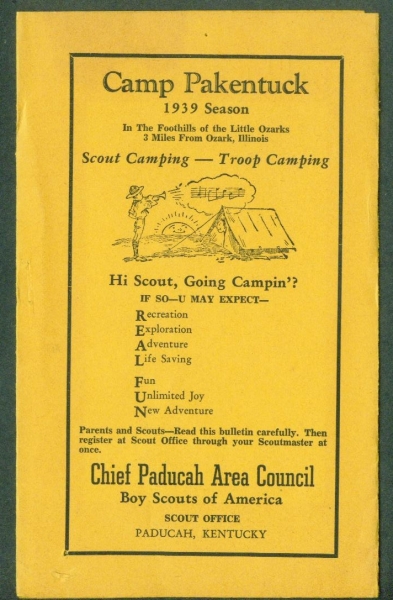 Camp Pakentuck
1939 Season
In The Foothills of the Little Ozarks
3 Miles From Ozark, Illinois
Scout Camping — Troop Camping
Hi Scout, Going Campin'?
IF SO—U MAY EXPECT—
Recreation
Exploration
Adventure
Life Saving
Fun
Unlimited Joy
New Adventure
Parents and Scouts—Read this bulletin carefully. Then
register at Scout Office through your Scoutmaster at
once.
Chief Paducah Area Council
Boy Scouts of America
SCOUT OFFICE
PADUCAH, KENTUCKY